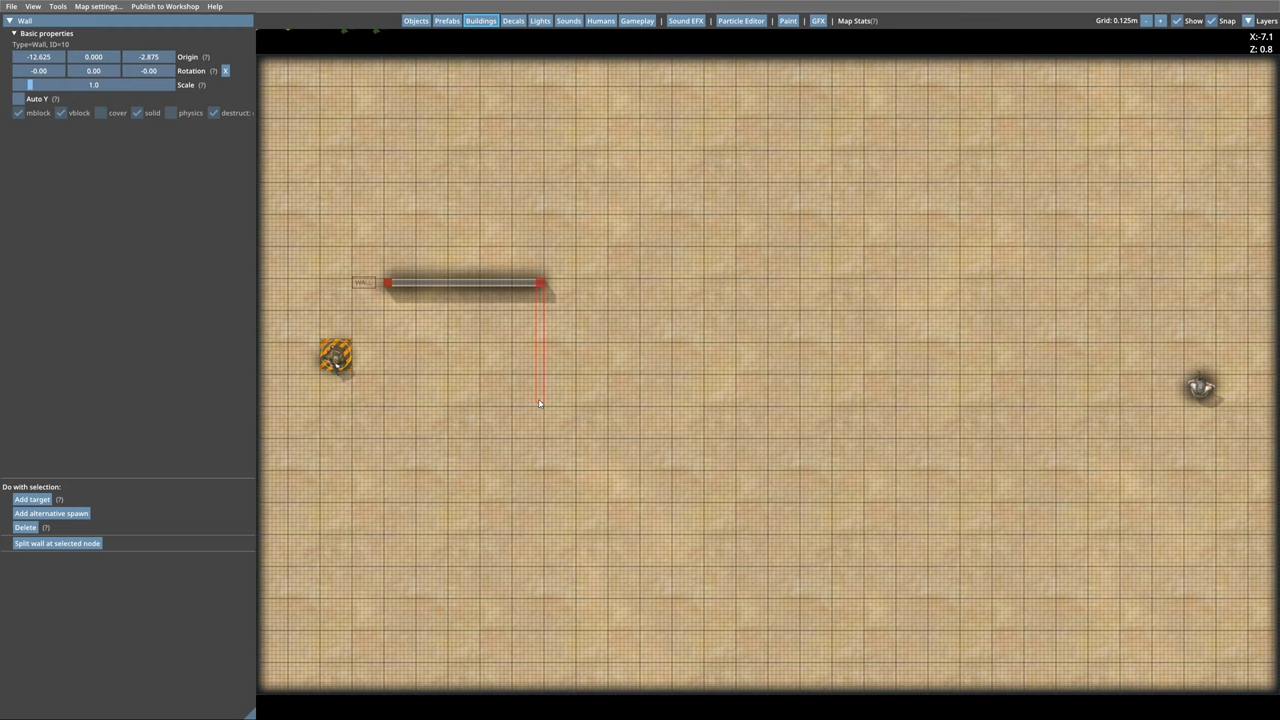 File View Tools Map settings... Publish to Workshop Help
Wall
Objects Prefabs Buildings Decals Lights Sounds Humans Gameplay | Sound EFX | Particle Editor | Paint | GFX | Map Stats(?)
Grid: 0.125m - + Show Snap Layers
Basic properties
Type=Wall, ID=10
-12.625 0.000 -2.875 Origin (?)
-0.00 0.00 -0.00 Rotation (?) X
1.0 Scale (?)
Auto Y (?)
mblock vblock cover solid physics destruct:
X:-7.1
Z: 0.8
WALL
Do with selection:
Add target (?)
Add alternative spawn
Delete (?)
Split wall at selected node